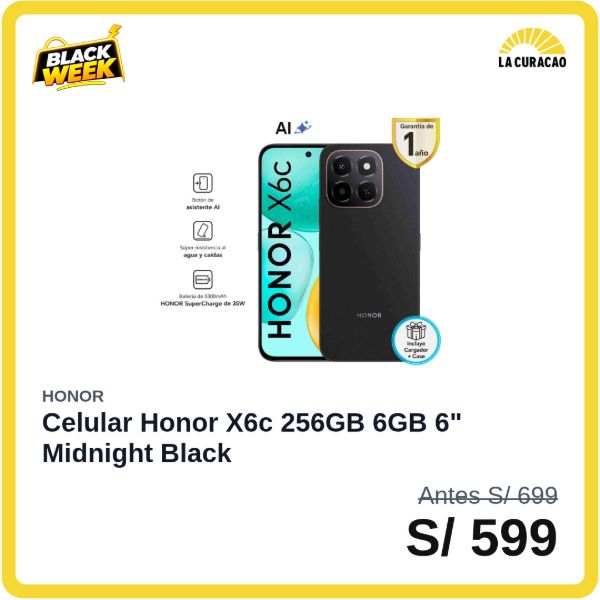 BLACK
WEEK
LA CURACAO
AI
Garantía de
1 año
HONOR X6c
Botón de
asistente AI
Súper resistencia al
agua y caídas
Batería de 5300mAh
HONOR SuperCharge de 35W
HONOR
Incluye
Cargador
+ Case
HONOR
Celular Honor X6c 256GB 6GB 6"
Midnight Black
Antes S/ 699
S/ 599